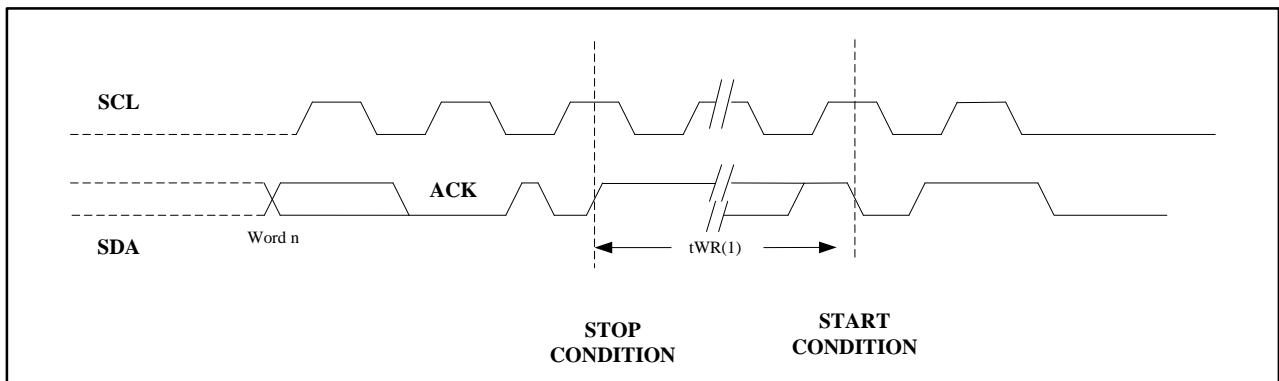 SCL
ACK
Word n
SDA
tWR(1)
STOP
CONDITION
START
CONDITION